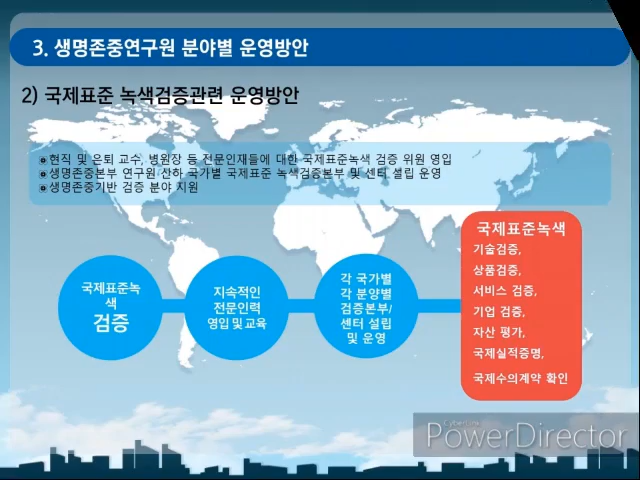 3. 생명존중연구원 분야별 운영방안
2) 국제표준 녹색검증관련 운영방안
현직 및 은퇴 교수, 병원장 등 전문인재들에 대한 국제표준녹색 검증 위원 영입
생명존중본부 연구원 산하 국가별 국제표준 녹색검증본부 및 센터 설립 운영
생명존중기반 검증 분야 지원
국제표준녹
색
검증
지속적인
전문인력
영입 및 교육
각 국가별
각 분양별
검증본부/
센터 설립
및 운영
국제표준녹색
기술검증,
상품검증,
서비스 검증,
기업 검증,
자산 평가,
국제실적증명,
국제수의계약 확인
CyberLink
PowerDirector